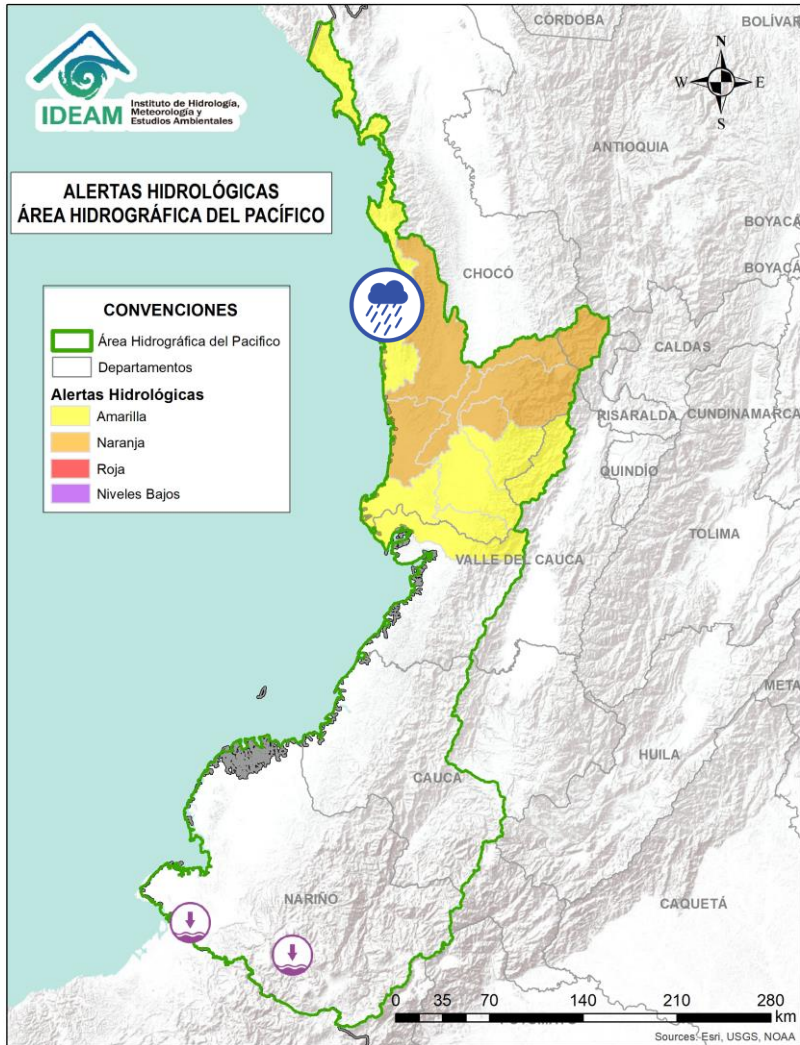 CÓRDOBA
BOLÍVAR
N
W
E
S
IDEAM
Instituto de Hidrología,
Meteorología y
Estudios Ambientales
ANTIOQUIA
ALERTAS HIDROLÓGICAS
ÁREA HIDROGRÁFICA DEL PACÍFICO
BOYACÁ
BOYACÁ
CHOCÓ
CONVENCIONES
Área Hidrográfica del Pacifico
Departamentos
Alertas Hidrológicas
Amarilla
Naranja
Roja
Niveles Bajos
CALDAS
RISARALDA
CUNDINAMARCA
QUINDÍO
TOLIMA
VALLE DEL CAUCA
META
HUILA
CAUCA
NARIÑO
CAQUETÁ
0 35 70 140 210 280
km
Sources: Esri, USGS, NOAA